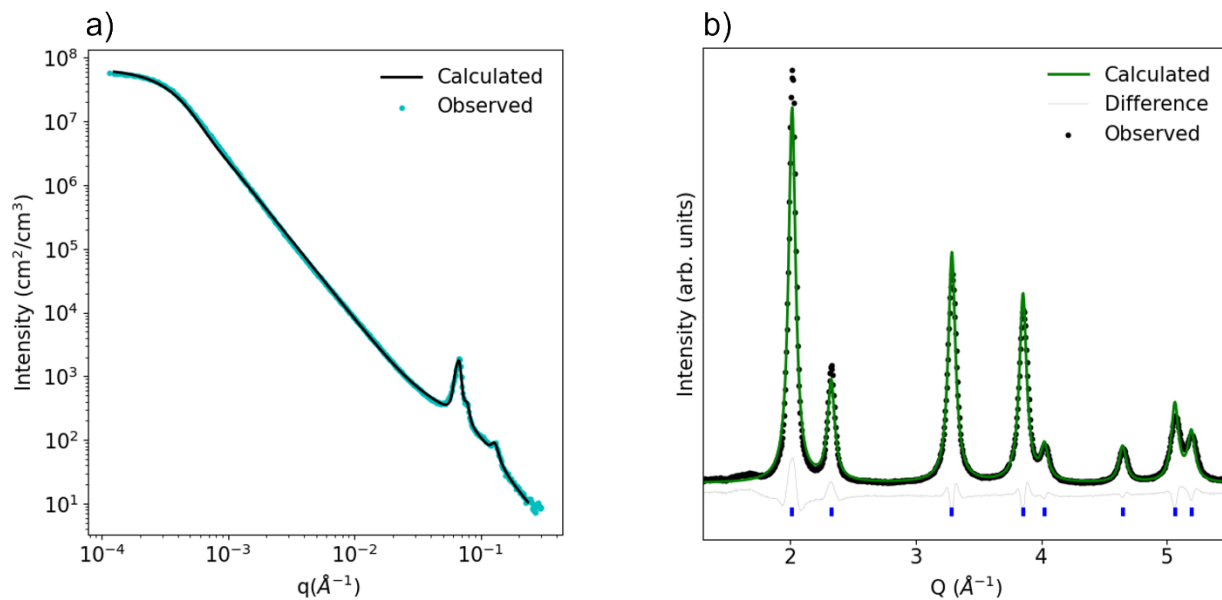 a)
Intensity (cm²/cm³)
10⁸
10⁷
10⁶
10⁵
10⁴
10³
10²
10¹
Calculated
Observed
10⁻⁴
10⁻³
10⁻²
10⁻¹
q(Å⁻¹)
b)
Intensity (arb. units)
Calculated
Difference
Observed
2
3
4
5
Q (Å⁻¹)